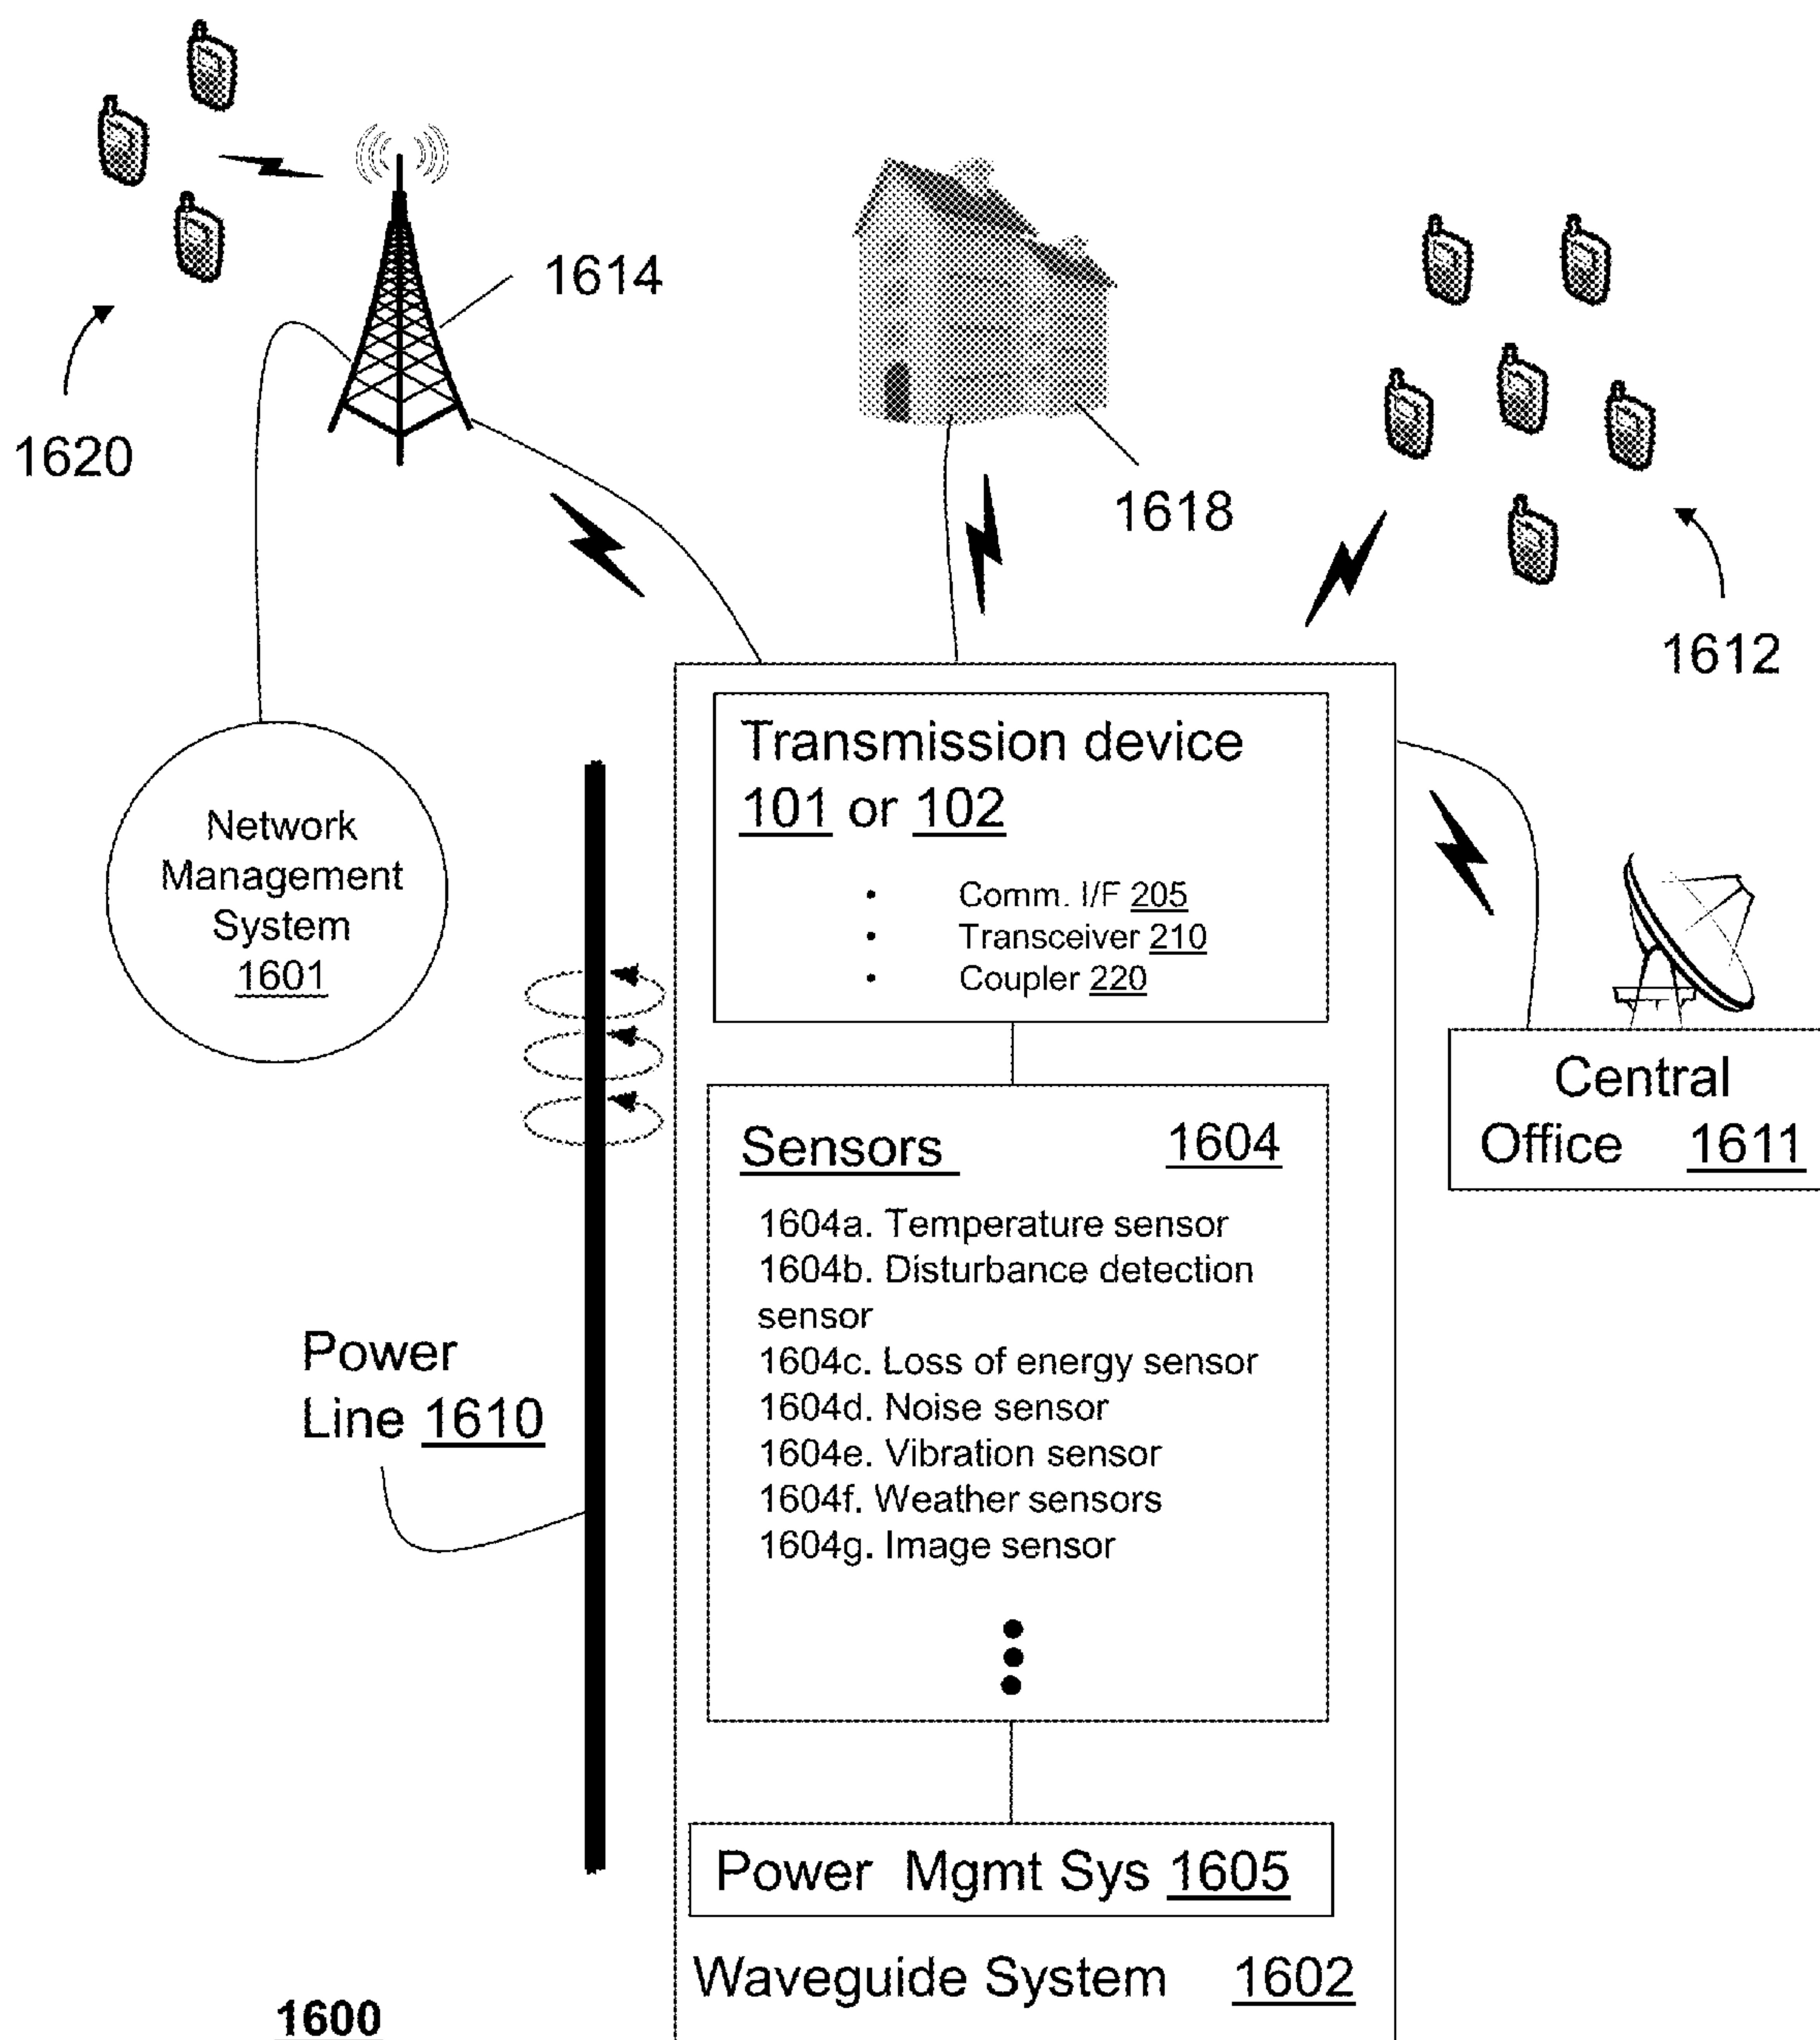 1614
1620
1618
1612
Transmission device
101 or 102
• Comm. I/F 205
• Transceiver 210
• Coupler 220
Network
Management
System
1601
Central
Office 1611
Sensors 1604
1604a. Temperature sensor
1604b. Disturbance detection
sensor
1604c. Loss of energy sensor
1604d. Noise sensor
1604e. Vibration sensor
1604f. Weather sensors
1604g. Image sensor
Power
Line 1610
Power Mgmt Sys 1605
Waveguide System 1602
1600